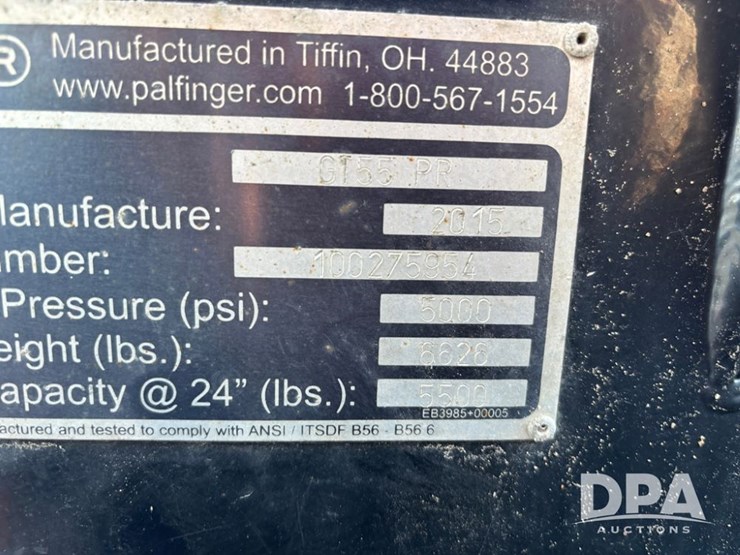 ® Manufactured in Tiffin, OH. 44883
www.palfinger.com 1-800-567-1554
GT55 PR
Manufacture: 2015
umber: 100275954
Pressure (psi): 5000
eight (lbs.): 6626
apacity @ 24" (lbs.): 5500
EB3985+00005
actured and tested to comply with ANSI / ITSDF B56 - B56.6
DPA
AUCTIONS